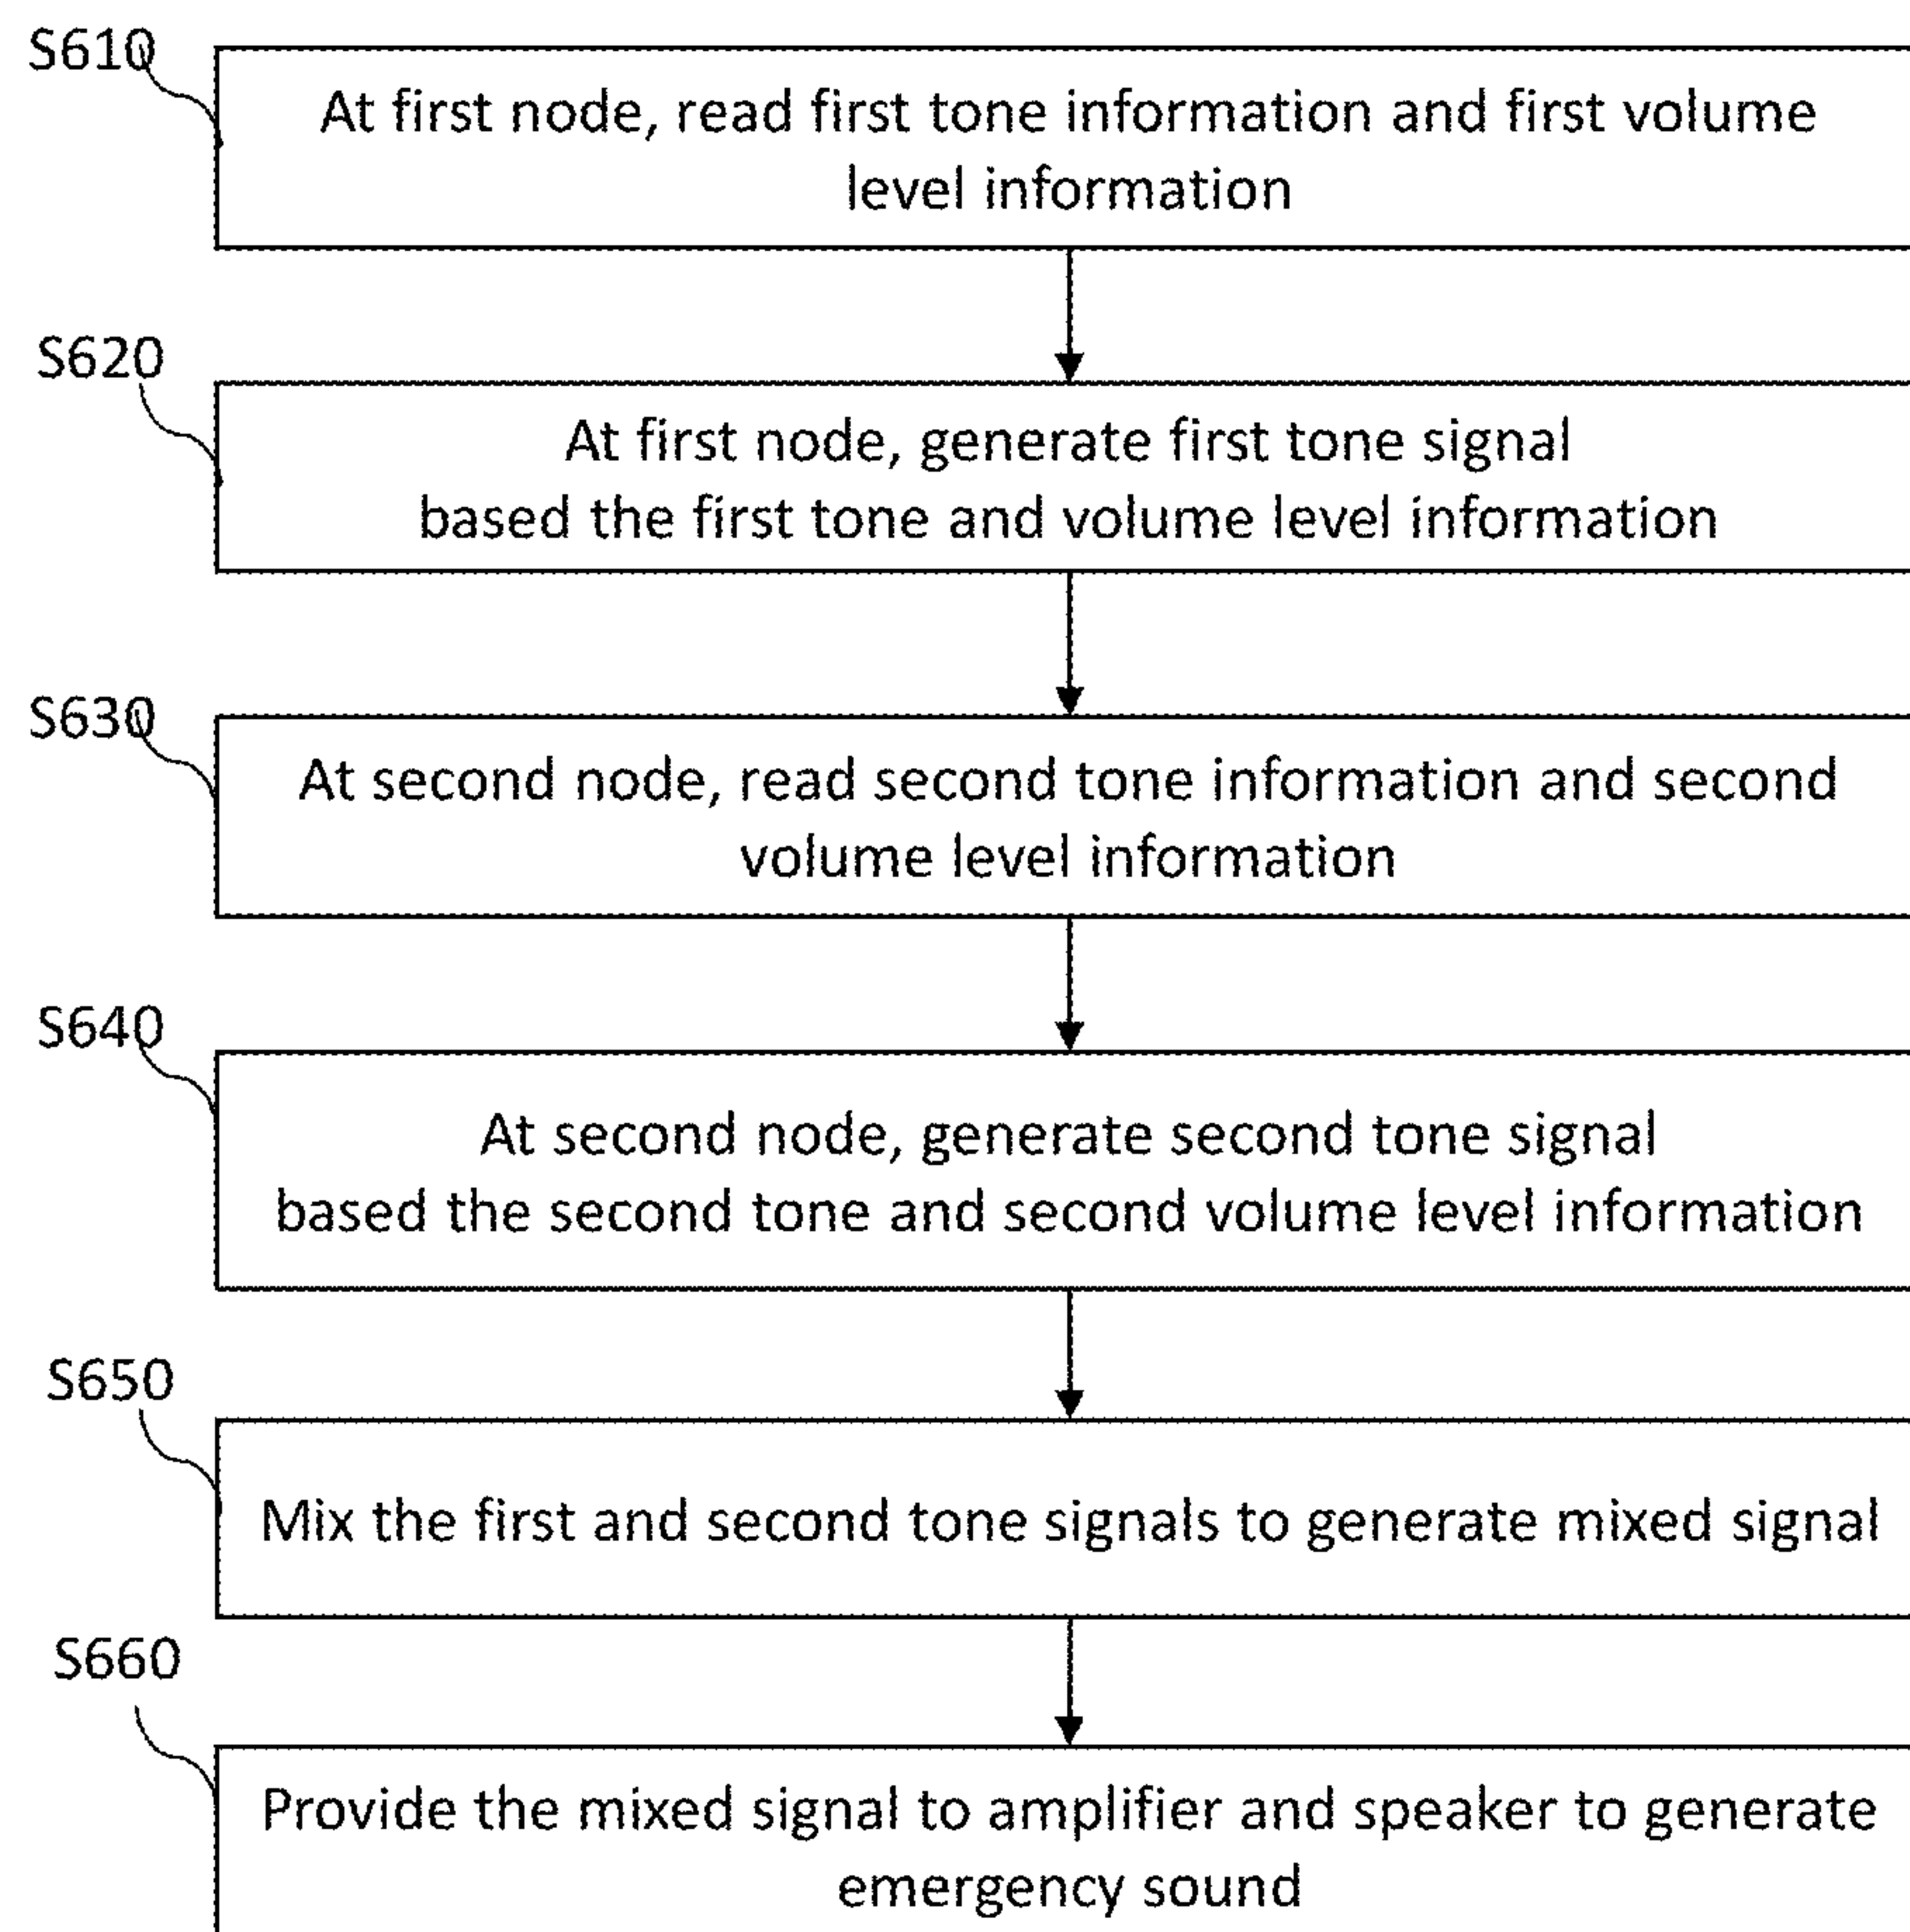 S610
At first node, read first tone information and first volume
level information
S620
At first node, generate first tone signal
based the first tone and volume level information
S630
At second node, read second tone information and second
volume level information
S640
At second node, generate second tone signal
based the second tone and second volume level information
S650
Mix the first and second tone signals to generate mixed signal
S660
Provide the mixed signal to amplifier and speaker to generate
emergency sound